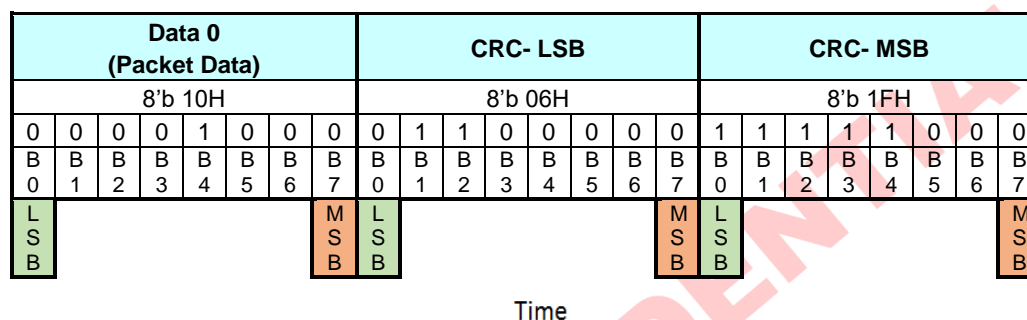 Data 0
(Packet Data)
CRC- LSB
CRC- MSB
8'b 10H
8'b 06H
8'b 1FH
0 0 0 0 1 0 0 0 0 1 1 0 0 0 0 0 1 1 1 1 1 0 0 0
B B B B B B B B B B B B B B B B B B B B B B B B
0 1 2 3 4 5 6 7 0 1 2 3 4 5 6 7 0 1 2 3 4 5 6 7
L M L M L M
S S S S S S
B B B B B B
Time